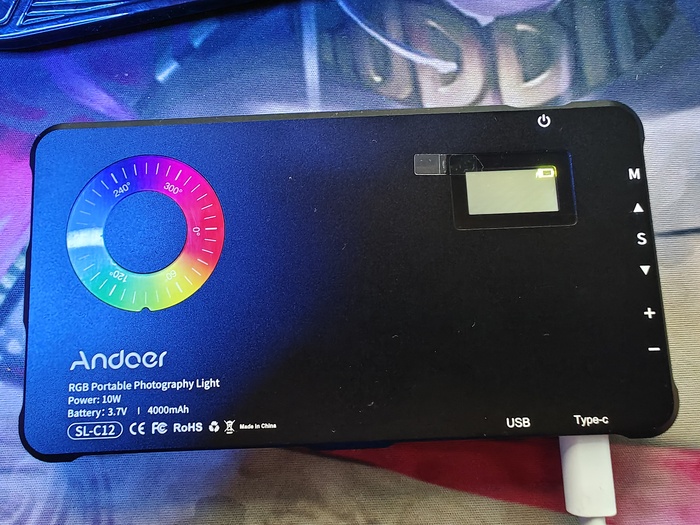 M
S
+
−
240° 300°
0°
120° 60
Andoer
RGB Portable Photography Light
Power: 10W
Battery: 3.7V | 4000mAh
SL-C12 CE FC RoHS Made in China
USB Type-c